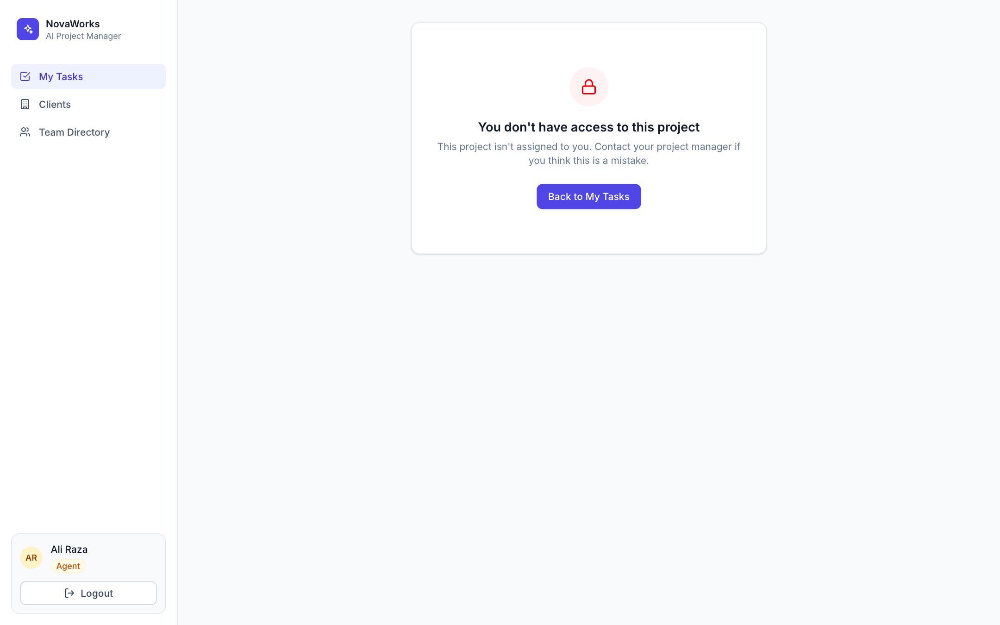 NovaWorks
AI Project Manager
My Tasks
Clients
Team Directory
You don't have access to this project
This project isn't assigned to you. Contact your project manager if
you think this is a mistake.
Back to My Tasks
AR
Ali Raza
Agent
Logout